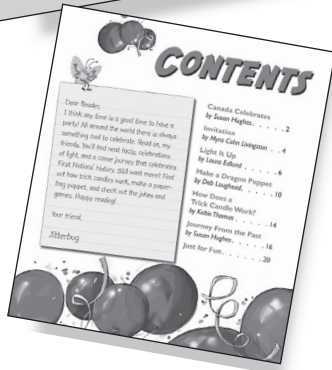 CONTENTS
Dear Reader,
I think any time is a good time to have a
party! All around the world there is always
something cool to celebrate. Read on, my
friends. You'll find neat facts, celebrations
of light, and a canoe journey that celebrates
First Nations' history. Still want more? Find
out how trick candles work, make a paper-
bag puppet, and check out the jokes and
games. Happy reading!
Your friend,
Jitterbug
Canada Celebrates
by Susan Hughes. . . . . . 2
Invitation
by Myra Cohn Livingston . . 4
Light It Up
by Laura Edlund . . . . . 6
Make a Dragon Puppet
by Deb Loughead. . . . . 10
How Does a
Trick Candle Work?
by Katie Thomas . . . . . 14
Journey From the Past
by Susan Hughes. . . . . 16
Just for Fun. . . . . . 20